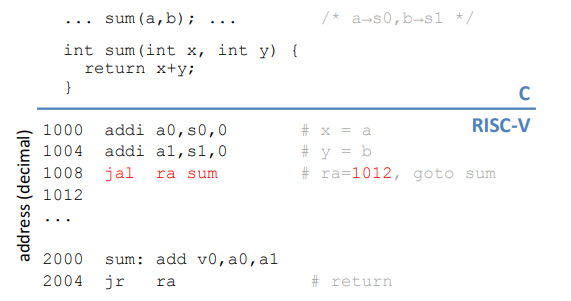 ... sum(a,b); ... /* a→s0,b→s1 */
int sum(int x, int y) {
return x+y;
}
C
RISC-V
address (decimal)
1000 addi a0,s0,0 # x = a
1004 addi a1,s1,0 # y = b
1008 jal ra sum # ra=1012, goto sum
1012
...
2000 sum: add v0,a0,a1
2004 jr ra # return